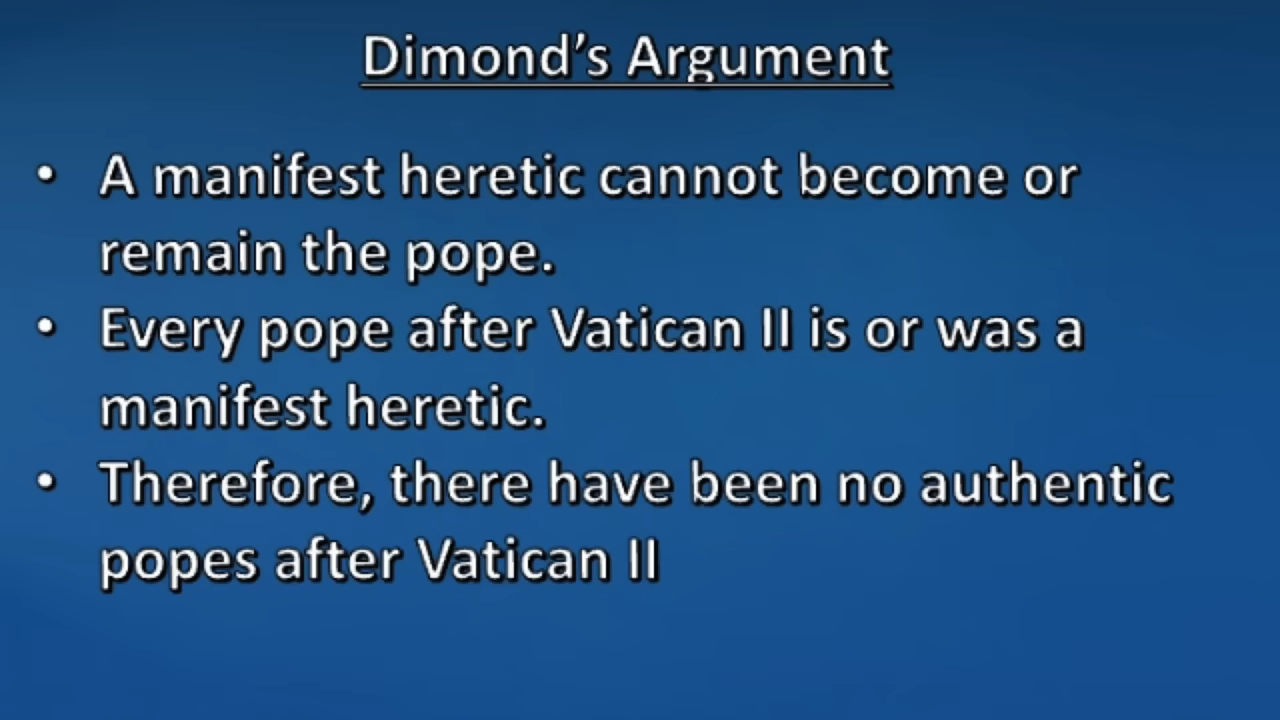 Dimond’s Argument
• A manifest heretic cannot become or
remain the pope.
• Every pope after Vatican II is or was a
manifest heretic.
• Therefore, there have been no authentic
popes after Vatican II